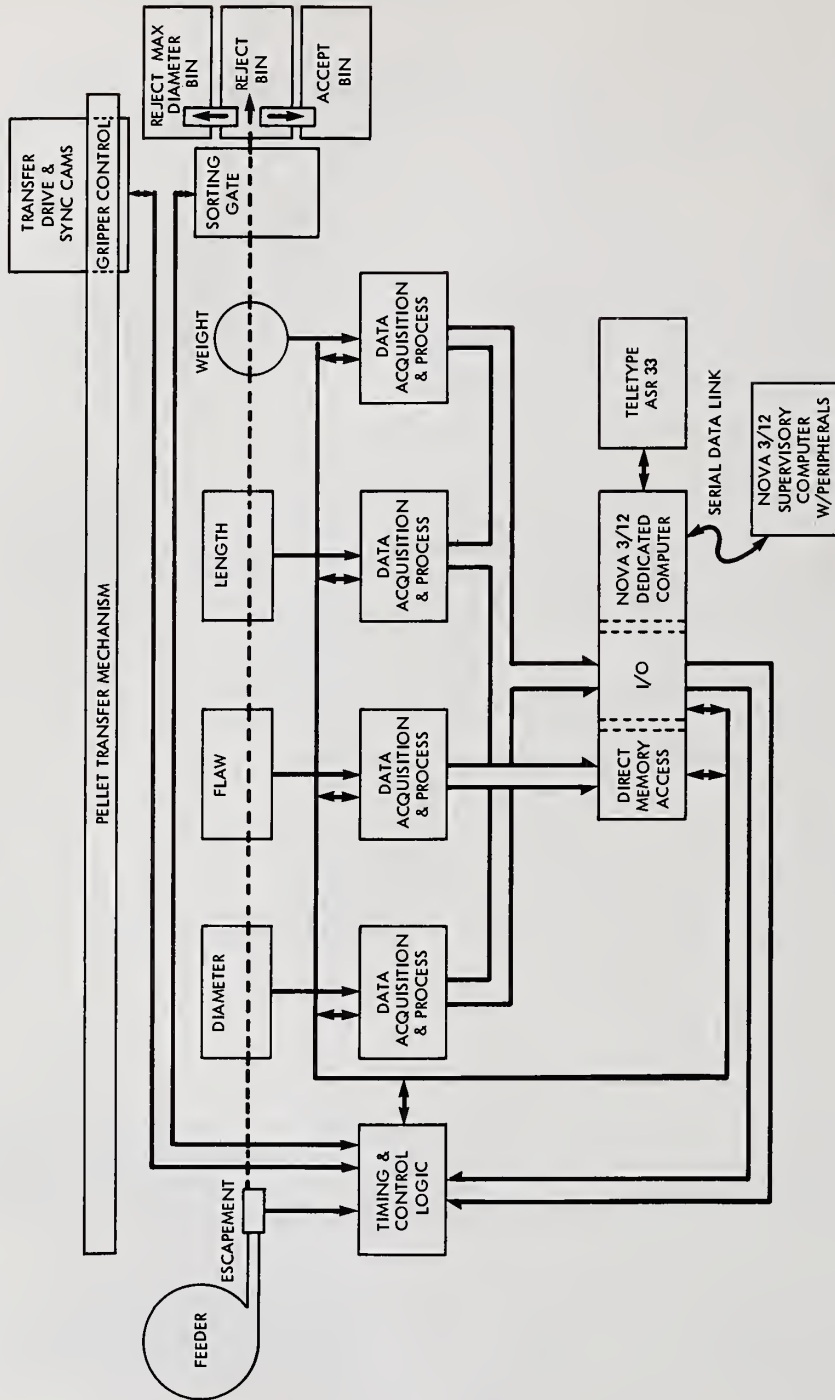 TRANSFER
DRIVE &
SYNC CAMS
GRIPPER CONTROL
PELLET TRANSFER MECHANISM
REJECT MAX
DIAMETER
BIN
REJECT
BIN
ACCEPT
BIN
SORTING
GATE
FEEDER
ESCAPEMENT
DIAMETER
FLAW
LENGTH
WEIGHT
TIMING &
CONTROL
LOGIC
DATA
ACQUISITION
& PROCESS
DATA
ACQUISITION
& PROCESS
DATA
ACQUISITION
& PROCESS
DATA
ACQUISITION
& PROCESS
DIRECT
MEMORY
ACCESS
I/O
NOVA 3/12
DEDICATED
COMPUTER
TELETYPE
ASR 33
SERIAL DATA LINK
NOVA 3/12
SUPERVISORY
COMPUTER
W/PERIPHERALS